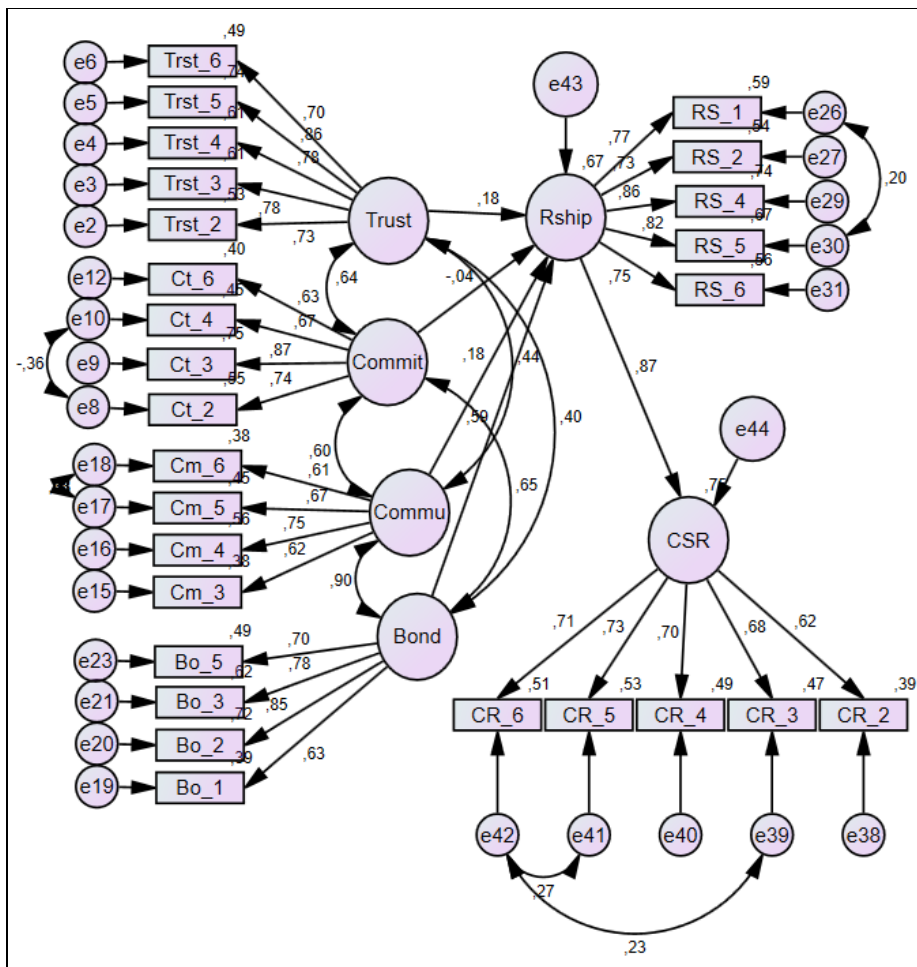 ,49
e6 Trst_6
,74
e5 Trst_5
,61
e4 Trst_4
,61
e3 Trst_3
,53
e2 Trst_2
,70
,86
,78
,78
,73
Trust
,40
e12 Ct_6
,45
e10 Ct_4
,75
e9 Ct_3
,55
e8 Ct_2
-,36
,63
,67
,87
,74
Commit
,38
e18 Cm_6
,45
e17 Cm_5
,56
e16 Cm_4
,38
e15 Cm_3
,61
,67
,75
,62
Commu
,49
e23 Bo_5
,62
e21 Bo_3
,72
e20 Bo_2
,39
e19 Bo_1
,70
,78
,85
,63
Bond
,64
,60
,90
,59
,40
,65
,18
-,04
,18
,44
e43
,67
Rship
,77
,73
,86
,82
,75
,59
RS_1 e26
,54
RS_2 e27
,74
RS_4 e29
,67
RS_5 e30
,56
RS_6 e31
,20
,87
e44
,75
CSR
,71 ,73 ,70 ,68 ,62
,51 ,53 ,49 ,47 ,39
CR_6 CR_5 CR_4 CR_3 CR_2
e42 e41 e40 e39 e38
,27
,23